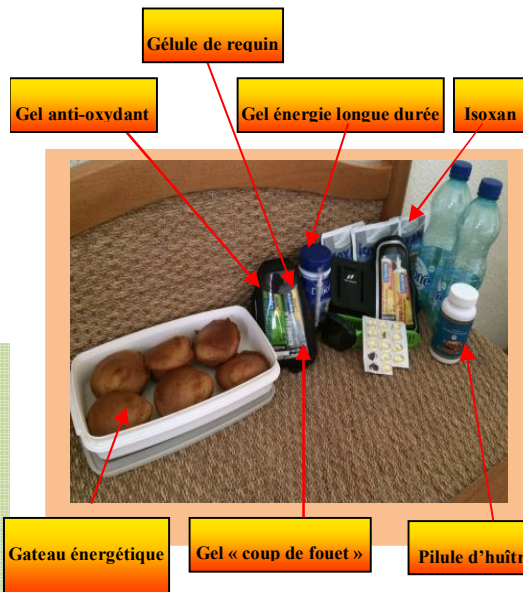 Gélule de requin
Gel anti-oxydant
Gel énergie longue durée
Isoxan
Gateau énergétique
Gel « coup de fouet »
Pilule d’huîtr